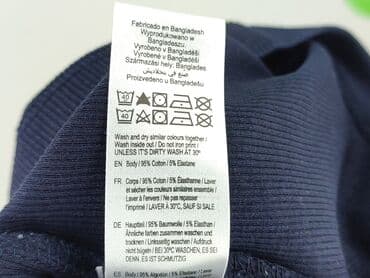 Fabricado en Bangladesh
Wyprodukowano w
Bangladeszu.
Vyrobeno v Bangladéši
Vyrobené v Bangladéši
Származási hely: Banglades
صنع في بنجلاديش
Proizvedeno u Bangladešu
40
40
Wash and dry similar colours together /
Wash inside out / Do not iron print /
UNLESS IT'S DIRTY WASH AT 30º
EN Body / 95% Cotton / 5% Elastane
FR Corps / 95% Coton / 5% Élasthanne / Laver
et sécher les couleurs similaires ensemble /
Laver à l'envers / Ne pas repasser
l'imprimé / LAVER À 30°C, SAUF SI SALE
DE Hauptteil / 95% Baumwolle / 5% Elasthan /
Ähnliche farben zusammen waschen und
trocknen / Linksseitig waschen / Aufdruck
nicht bügeln / BEI 30ºC WASCHEN, ES SEI
DENN, ES IST SCHMUTZIG
ES Body / 95% Algodón / 5%